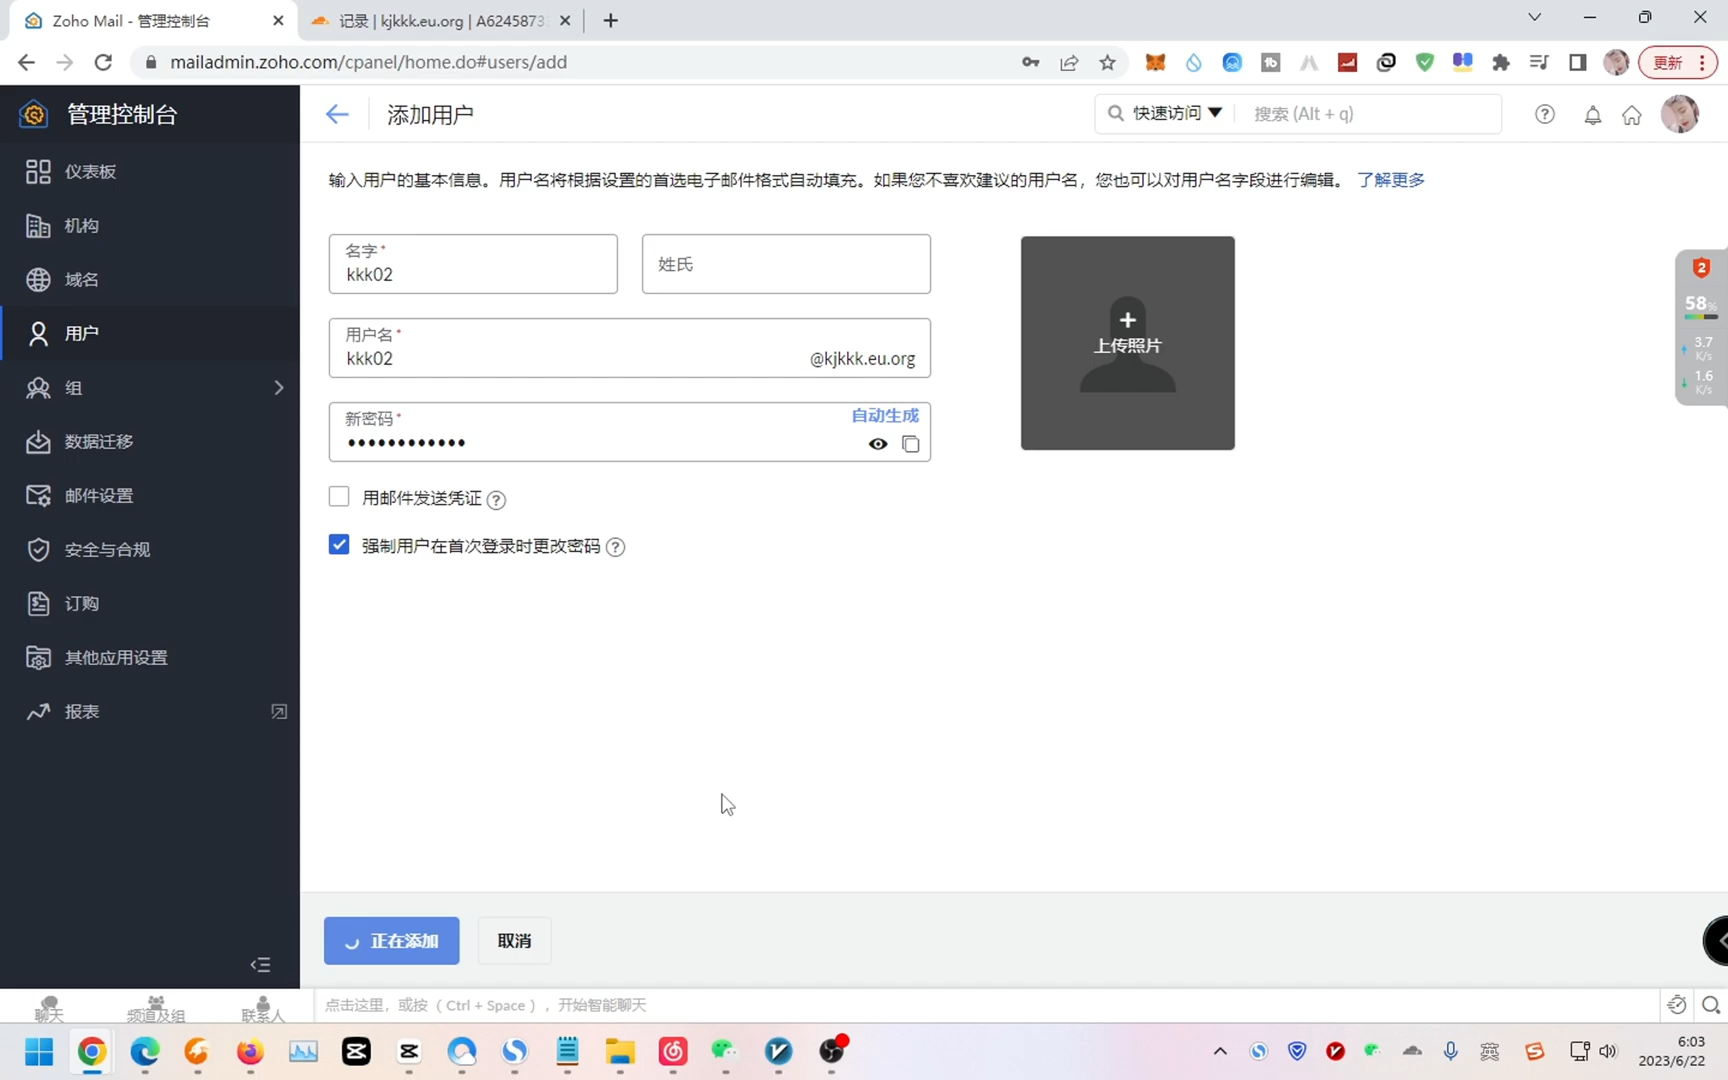 Zoho Mail - 管理控制台
记录 | kjkkk.eu.org | A6245873
mailadmin.zoho.com/cpanel/home.do#users/add
更新
管理控制台
添加用户
快速访问
搜索 (Alt + q)
仪表板
机构
域名
用户
组
数据迁移
邮件设置
安全与合规
订购
其他应用设置
报表
输入用户的基本信息。用户名将根据设置的首选电子邮件格式自动填充。如果您不喜欢建议的用户名，您也可以对用户名字段进行编辑。 了解更多
名字*
kkk02
姓氏
用户名*
kkk02
@kjkkk.eu.org
新密码*
自动生成
••••••••••••
用邮件发送凭证
强制用户在首次登录时更改密码
+
上传照片
2
58%
3.7
K/s
1.6
K/s
正在添加
取消
聊天
频道及组
联系人
点击这里，或按（ Ctrl + Space ），开始智能聊天
英
6:03
2023/6/22